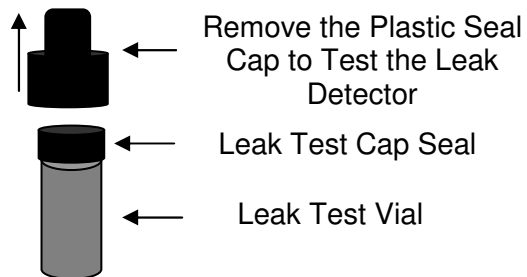 Remove the Plastic Seal
Cap to Test the Leak
Detector
Leak Test Cap Seal
Leak Test Vial